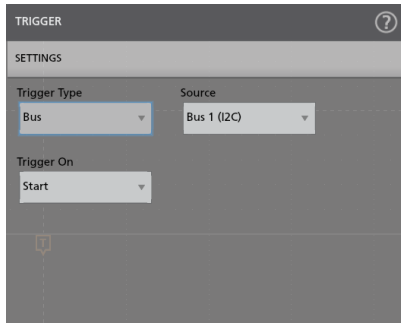 TRIGGER
?
SETTINGS
Trigger Type Source
Bus Bus 1 (I2C)
Trigger On
Start
T